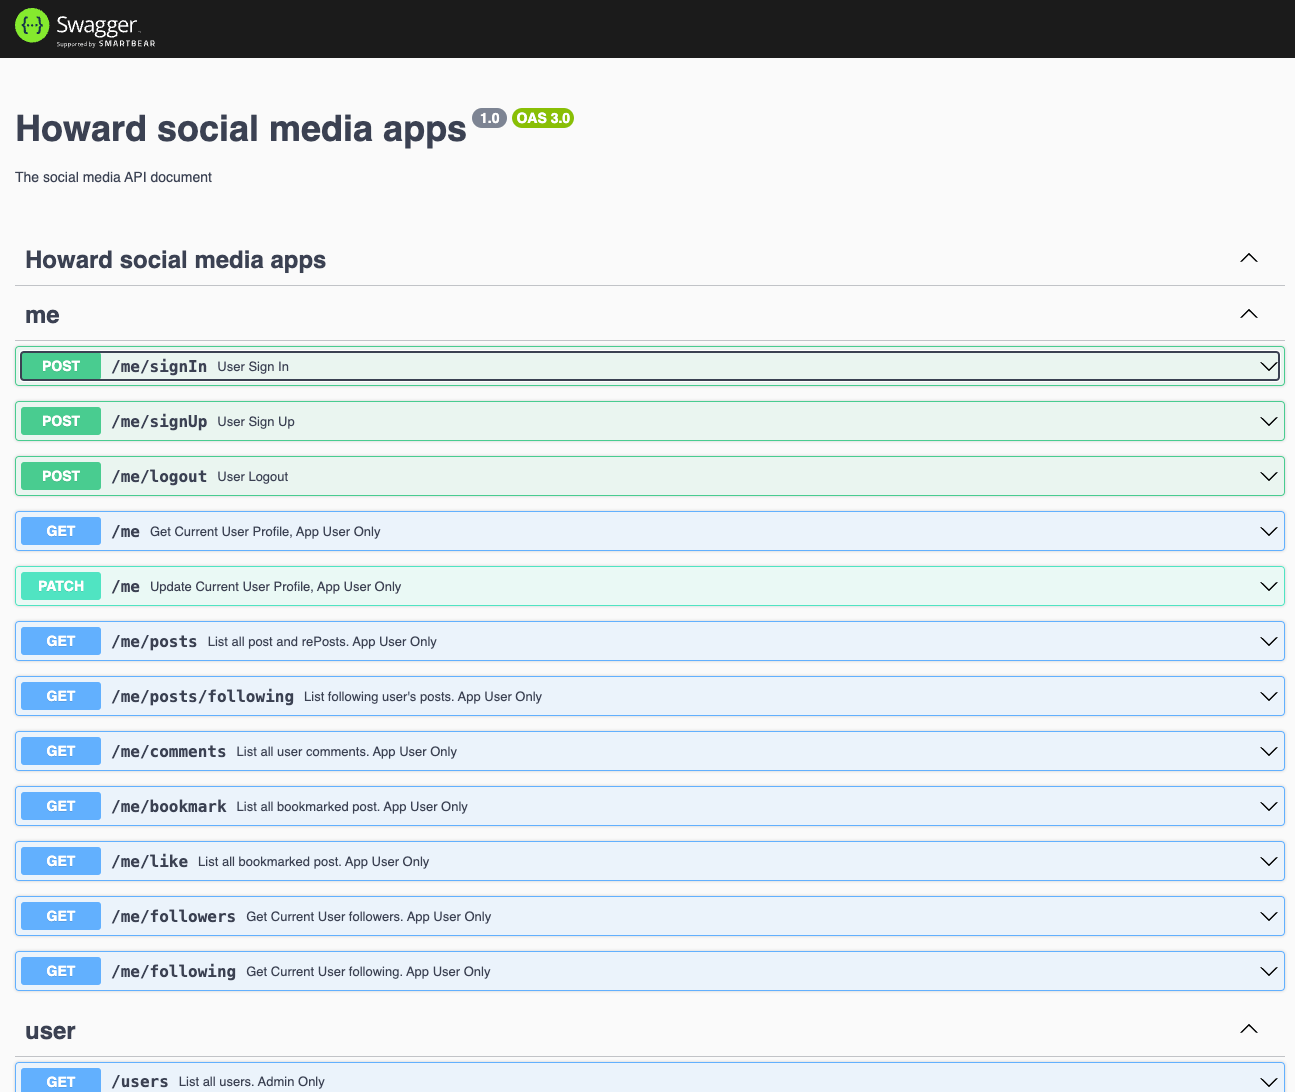 Swagger
Supported by SMARTBEAR
Howard social media apps 1.0 OAS 3.0
The social media API document
Howard social media apps
me
POST /me/signIn User Sign In
POST /me/signUp User Sign Up
POST /me/logout User Logout
GET /me Get Current User Profile, App User Only
PATCH /me Update Current User Profile, App User Only
GET /me/posts List all post and rePosts. App User Only
GET /me/posts/following List following user's posts. App User Only
GET /me/comments List all user comments. App User Only
GET /me/bookmark List all bookmarked post. App User Only
GET /me/like List all bookmarked post. App User Only
GET /me/followers Get Current User followers. App User Only
GET /me/following Get Current User following. App User Only
user
GET /users List all users. Admin Only